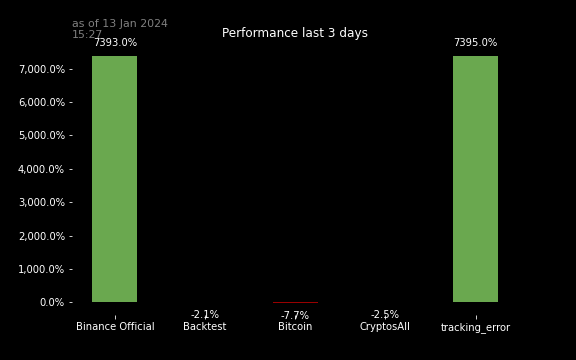 as of 13 Jan 2024
15:27
Performance last 3 days
7393.0%
7395.0%
7,000.0%
6,000.0%
5,000.0%
4,000.0%
3,000.0%
2,000.0%
1,000.0%
0.0%
-2.1%
-7.7%
-2.5%
Binance Official
Backtest
Bitcoin
CryptosAll
tracking_error